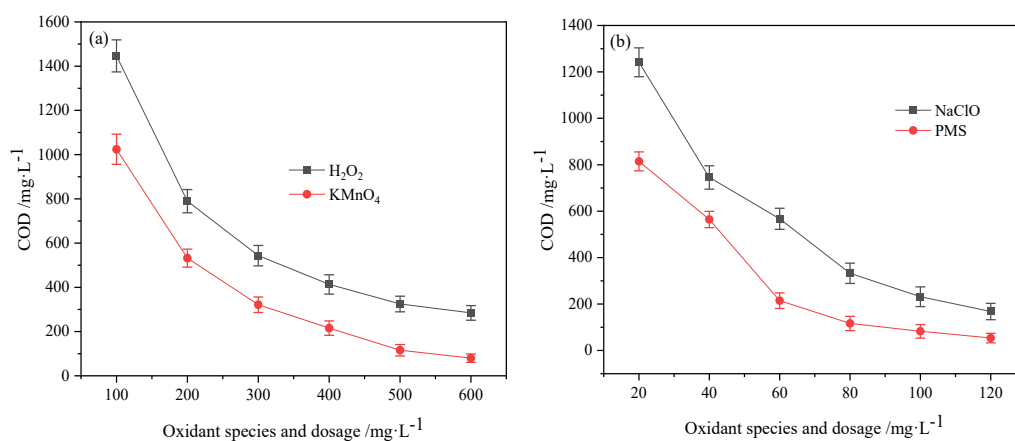 (a)
1600
1400
1200
1000
800
600
400
200
0
COD /mg·L⁻¹
H₂O₂
KMnO₄
100 200 300 400 500 600
Oxidant species and dosage /mg·L⁻¹
(b)
1400
1200
1000
800
600
400
200
0
COD /mg·L⁻¹
NaClO
PMS
20 40 60 80 100 120
Oxidant species and dosage /mg·L⁻¹